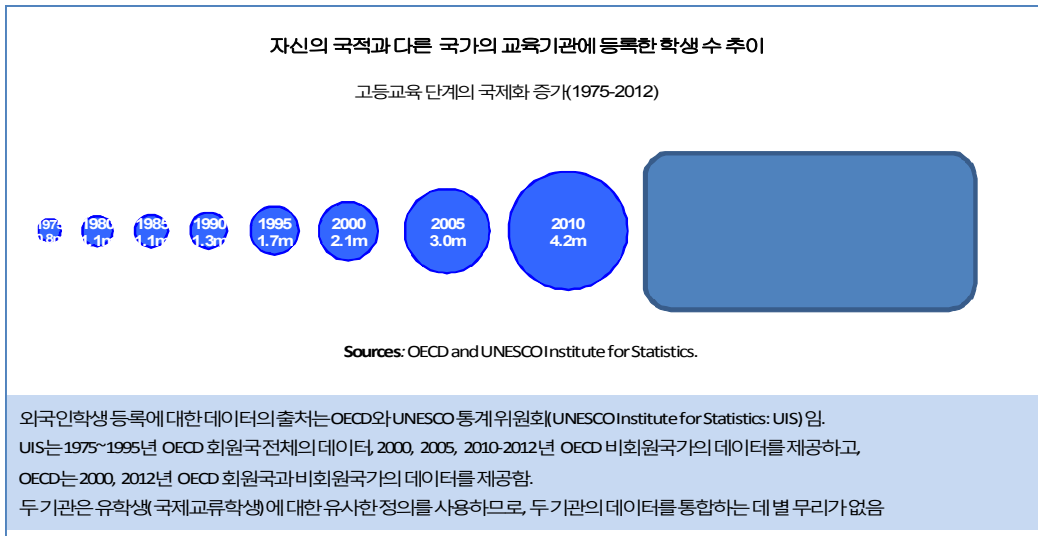 자신의 국적과 다른 국가의 교육기관에 등록한 학생 수 추이
고등교육 단계의 국제화 증가(1975-2012)
1975 1980 1985 1990 1995 2000 2005 2010
0.8m 1.1m 1.1m 1.3m 1.7m 2.1m 3.0m 4.2m
Sources: OECD and UNESCO Institute for Statistics.
외국인학생 등록에 대한 데이터의 출처는 OECD와 UNESCO 통계 위원회(UNESCO Institute for Statistics: UIS) 임.
UIS는 1975~1995년 OECD 회원국 전체의 데이터, 2000, 2005, 2010-2012년 OECD 비회원국가의 데이터를 제공하고,
OECD는 2000, 2012년 OECD 회원국과 비회원국가의 데이터를 제공함.
두 기관은 유학생(국제교류학생)에 대한 유사한 정의를 사용하므로, 두 기관의 데이터를 통합하는 데 별 무리가 없음